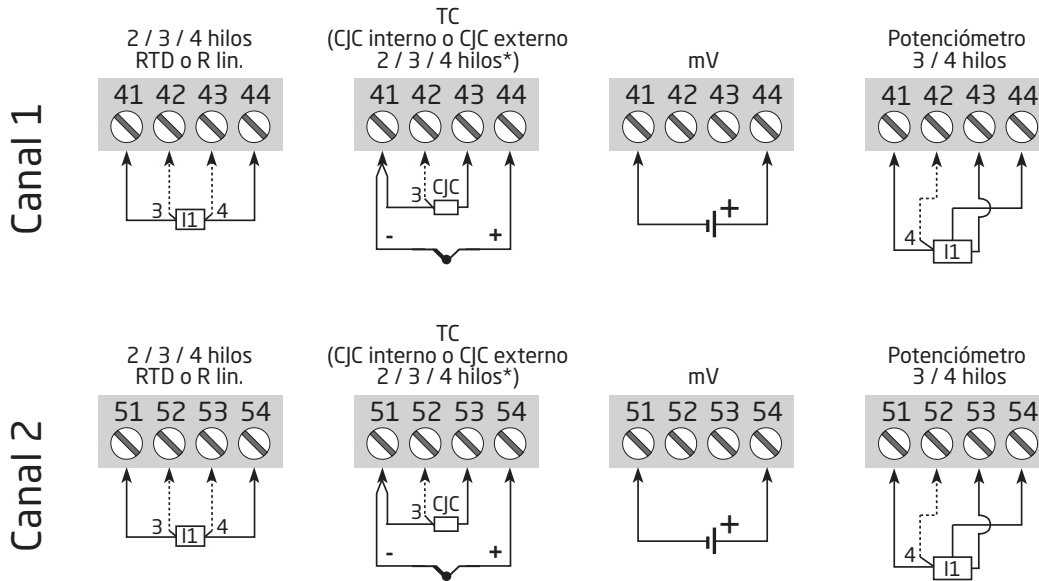 Canal 1
2 / 3 / 4 hilos
RTD o R lin.
41 42 43 44
3 I1 4
TC
(CJC interno o CJC externo
2 / 3 / 4 hilos*)
41 42 43 44
3 CJC
- +
mV
41 42 43 44
+
Potenciómetro
3 / 4 hilos
41 42 43 44
4 I1
Canal 2
2 / 3 / 4 hilos
RTD o R lin.
51 52 53 54
3 I1 4
TC
(CJC interno o CJC externo
2 / 3 / 4 hilos*)
51 52 53 54
3 CJC
- +
mV
51 52 53 54
+
Potenciómetro
3 / 4 hilos
51 52 53 54
4 I1